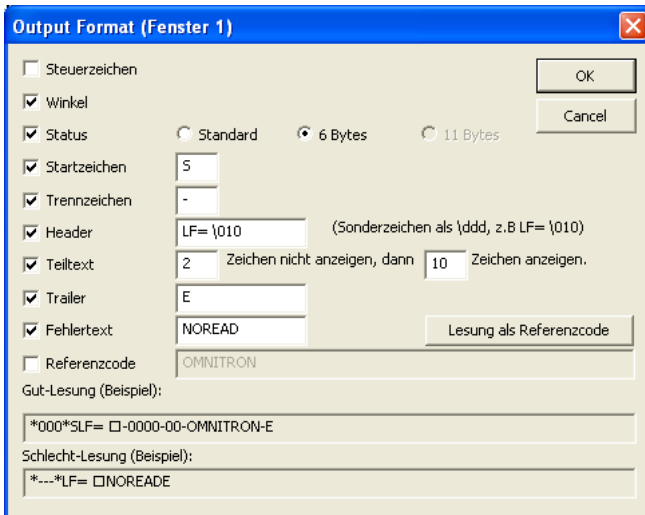 Output Format (Fenster 1)
Steuerzeichen
OK
Winkel
Cancel
Status Standard 6 Bytes 11 Bytes
Startzeichen S
Trennzeichen -
Header LF= \010 (Sonderzeichen als \ddd, z.B LF= \010)
Teiltext 2 Zeichen nicht anzeigen, dann 10 Zeichen anzeigen.
Trailer E
Fehlertext NOREAD Lesung als Referenzcode
Referenzcode OMNITRON
Gut-Lesung (Beispiel):
*000*SLF= □-0000-00-OMNITRON-E
Schlecht-Lesung (Beispiel):
*---*LF= □NOREADE